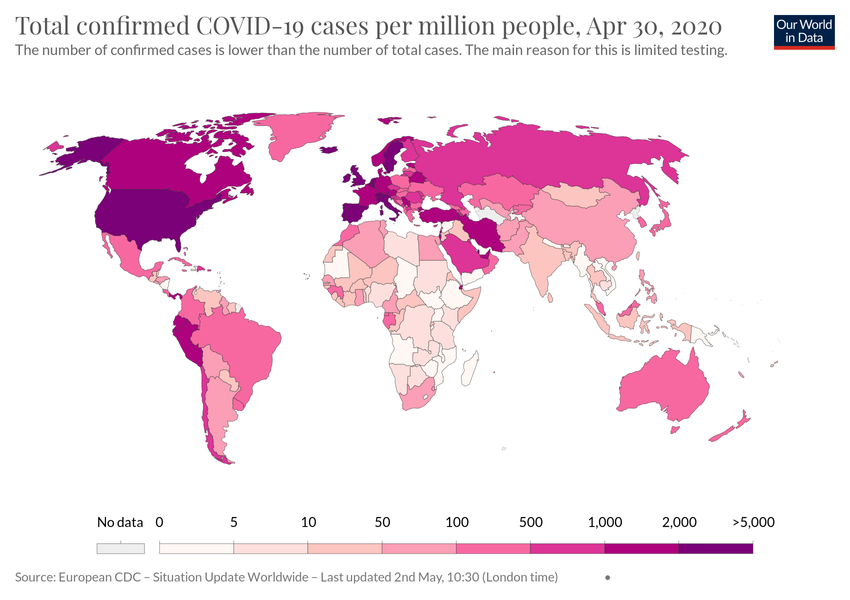 Total confirmed COVID-19 cases per million people, Apr 30, 2020
The number of confirmed cases is lower than the number of total cases. The main reason for this is limited testing.
Our World
in Data
No data 0 5 10 50 100 500 1,000 2,000 >5,000
Source: European CDC – Situation Update Worldwide – Last updated 2nd May, 10:30 (London time)